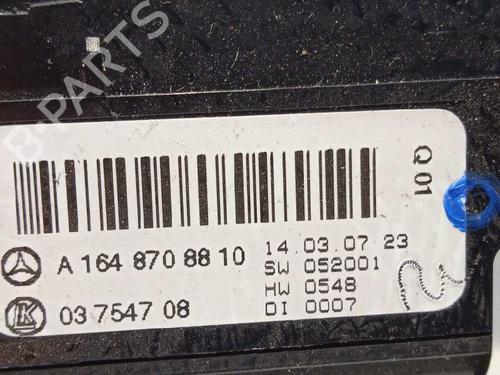 B-PARTS
Q 01
A 164 870 88 10
14.03.07 23
SW 052001
HW 0548
DI 0007
K
03 7547 08